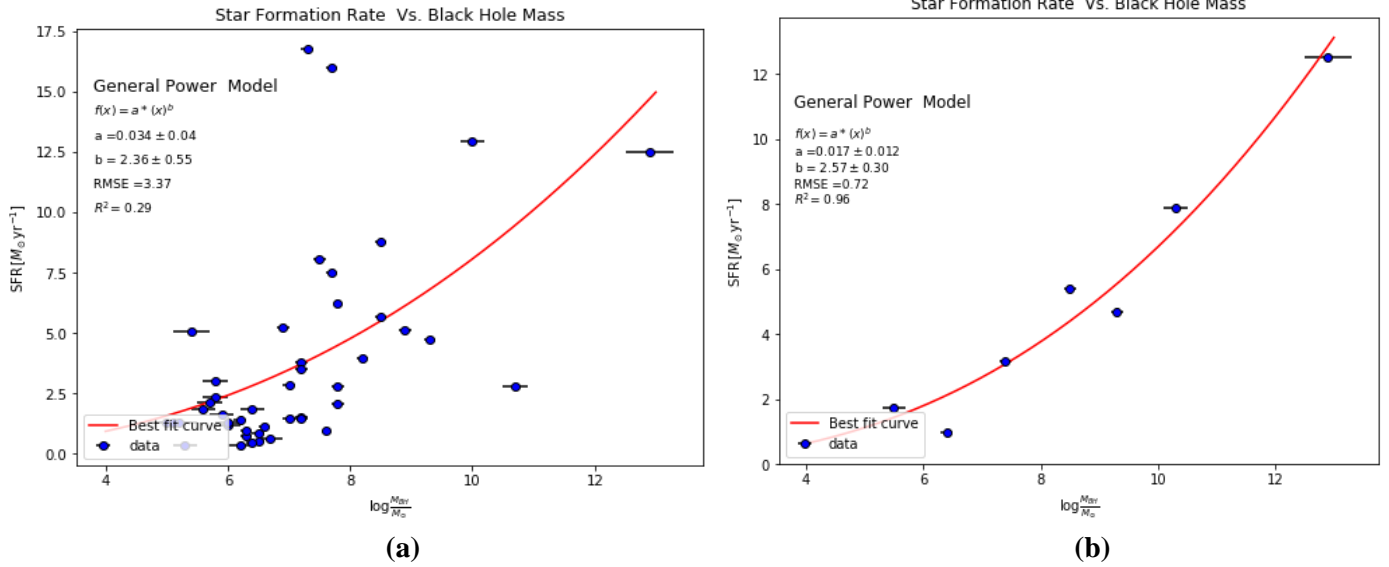 Star Formation Rate Vs. Black Hole Mass
17.5
15.0
12.5
10.0
7.5
5.0
2.5
0.0
SFR[M⊙ yr⁻¹]
General Power Model
f(x) = a* (x)ᵇ
a =0.034 ± 0.04
b = 2.36 ± 0.55
RMSE =3.37
R² = 0.29
Best fit curve
data
4 6 8 10 12
log M_BH/M⊙
(a)
Star Formation Rate Vs. Black Hole Mass
12
10
8
6
4
2
0
SFR[M⊙ yr⁻¹]
General Power Model
f(x) = a* (x)ᵇ
a =0.017 ± 0.012
b = 2.57 ± 0.30
RMSE =0.72
R² = 0.96
Best fit curve
data
4 6 8 10 12
log M_BH/M⊙
(b)